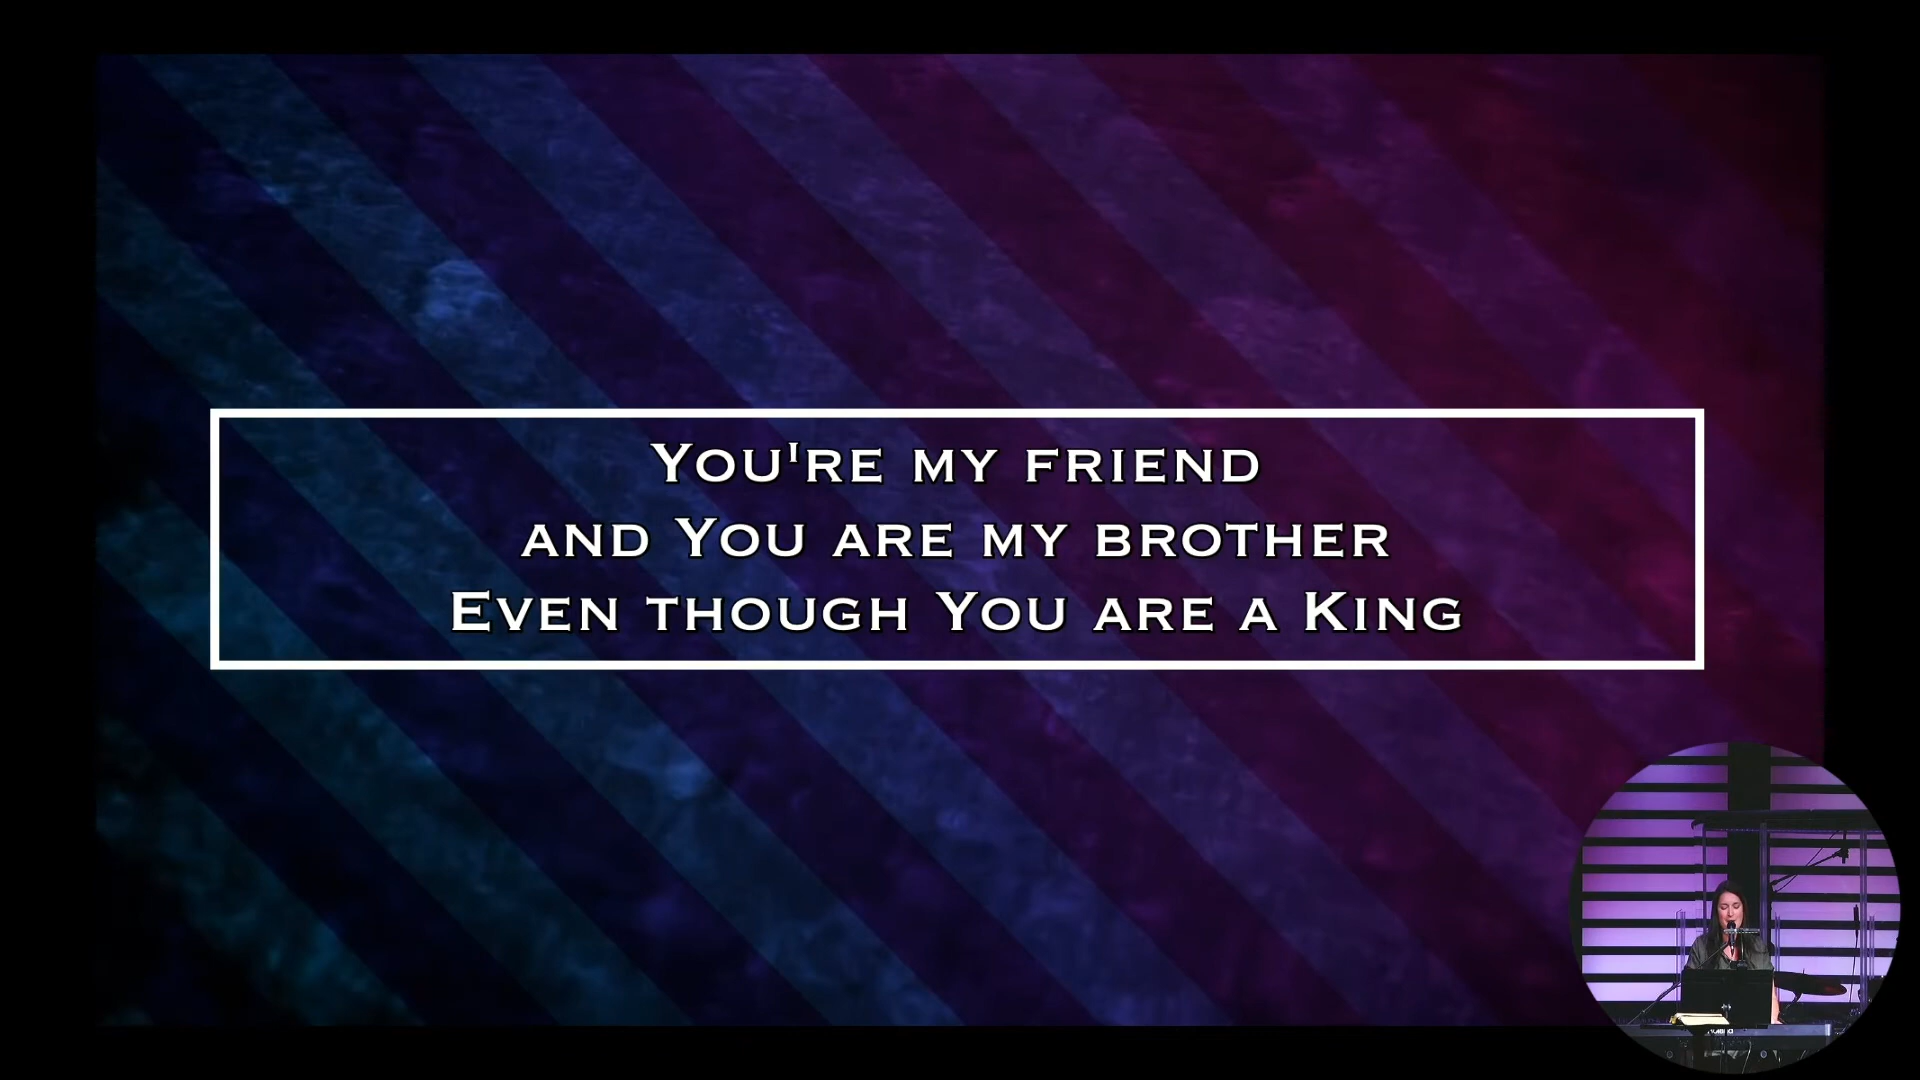 You're my friend
and You are my brother
Even though You are a King